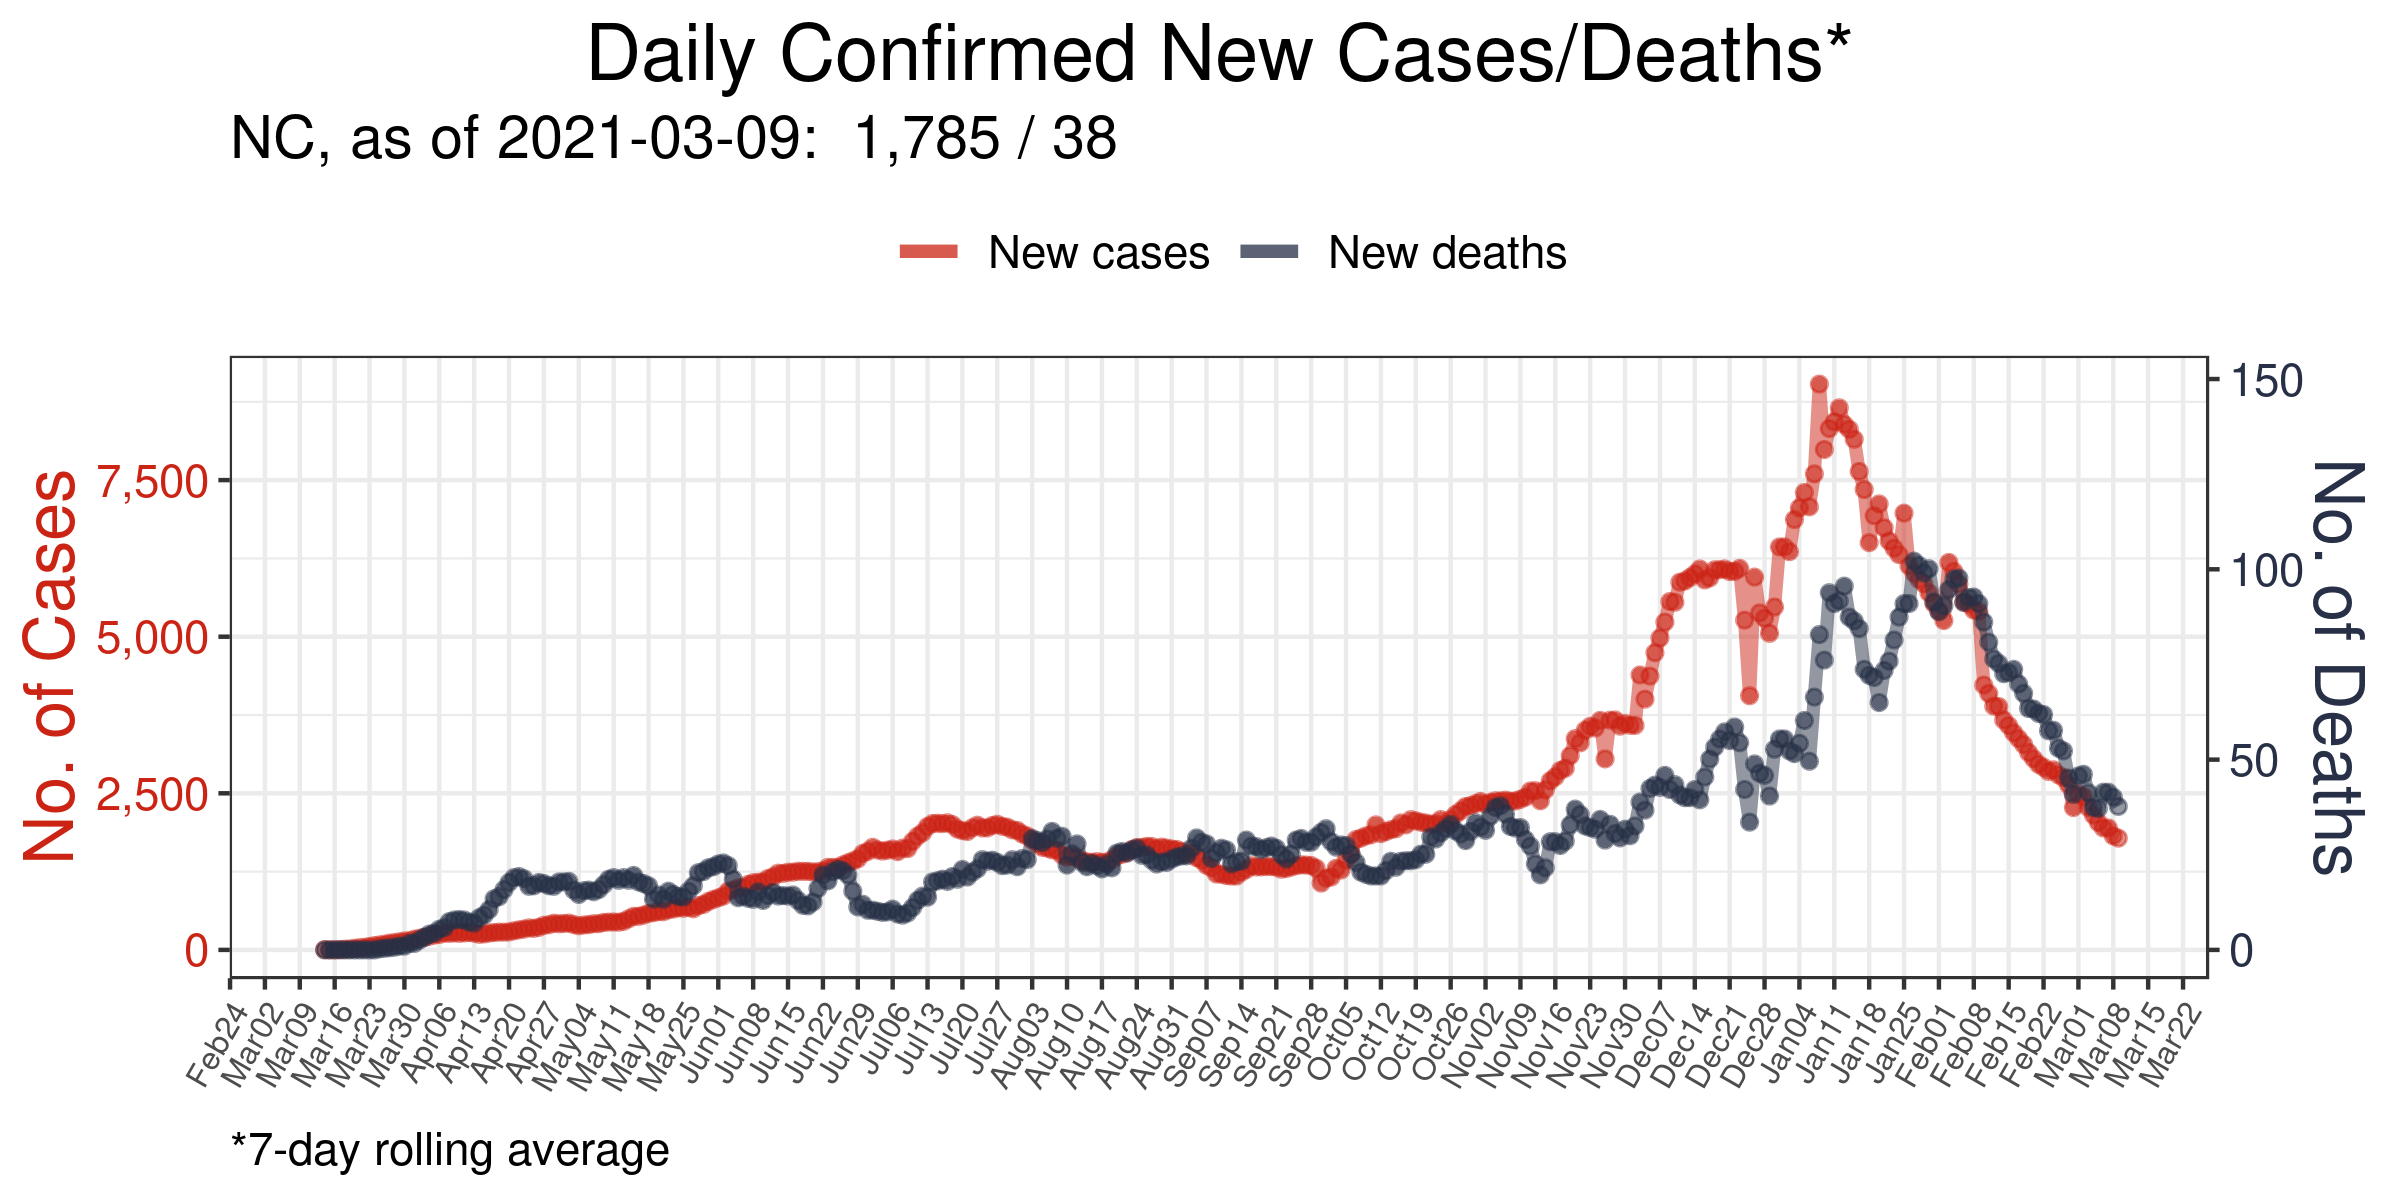 Daily Confirmed New Cases/Deaths*
NC, as of 2021-03-09:  1,785 / 38
New cases
New deaths
No. of Cases
7,500
5,000
2,500
0
150
100
50
0
No. of Deaths
Feb24
Mar02
Mar09
Mar16
Mar23
Mar30
Apr06
Apr13
Apr20
Apr27
May04
May11
May18
May25
Jun01
Jun08
Jun15
Jun22
Jun29
Jul06
Jul13
Jul20
Jul27
Aug03
Aug10
Aug17
Aug24
Aug31
Sep07
Sep14
Sep21
Sep28
Oct05
Oct12
Oct19
Oct26
Nov02
Nov09
Nov16
Nov23
Nov30
Dec07
Dec14
Dec21
Dec28
Jan04
Jan11
Jan18
Jan25
Feb01
Feb08
Feb15
Feb22
Mar01
Mar08
Mar15
Mar22
*7-day rolling average